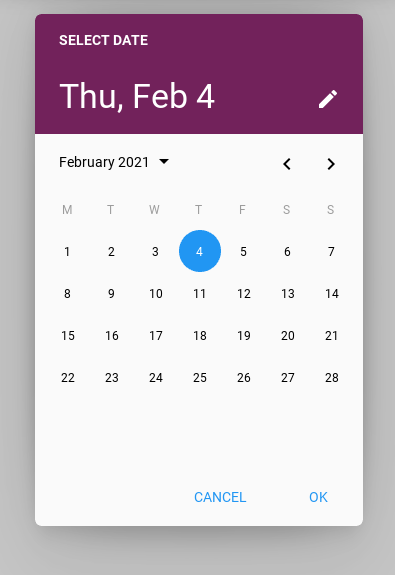 SELECT DATE
Thu, Feb 4
February 2021
M T W T F S S
1 2 3 4 5 6 7
8 9 10 11 12 13 14
15 16 17 18 19 20 21
22 23 24 25 26 27 28
CANCEL OK